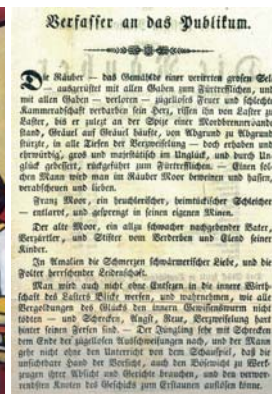 Verfasser an das Publikum.
Die Räuber — das Gemählde einer verirrten grosen See-
— ausgerüstet mit allen Gaben zum Fürtreflichen, und
mit allen Gaben — verloren — zügelloses Feuer und schlechte
Kammeradschaft verdarben sein Herz, rissen ihn von Laster zu
Laster, bis er zulezt an der Spize einer Mordbrennerbande
stand, Gräuel auf Gräuel häufte, von Abgrund zu Abgrund
stürzte, in alle Tiefen der Verzweiflung — doch erhaben und
ehrwürdig, gros und majestätisch im Unglück, und durch Un-
glück gebessert, rückgeführt zum Fürtreflichen. — Einen sol-
chen Mann wird man im Räuber Moor beweinen und hassen,
verabscheuen und lieben.
Franz Moor, ein heuchlerischer, heimtückischer Schleicher
— entlarvt, und gesprengt in seinen eigenen Minen.
Der alte Moor, ein allzu schwacher nachgebender Vater,
Verzärtler, und Stifter vom Verderben und Elend seiner
Kinder.
In Amalien die Schmerzen schwärmerischer Liebe, und die
Folter herrschender Leidenschaft.
Man wird auch nicht ohne Entsezen in die innere Wirth-
schaft des Lasters Blicke werfen, und wahrnehmen, wie alle
Vergoldungen des Glücks den innern Gewissenswurm nicht
tödten — und Schrecken, Angst, Reue, Verzweiflung hart
hinter seinen Fersen sind. — Der Jüngling sehe mit Schrecken
dem Ende der zügellosen Ausschweifungen nach, und der Mann
gehe nicht ohne den Unterricht von dem Schauspiel, daß die
unsichtbare Hand der Vorsicht, auch den Bösewicht zu Werk-
zeugen ihrer Absicht und Gerichte brauchen, und den verwor-
rendsten Knoten des Geschicks zum Erstaunen auflösen könne.